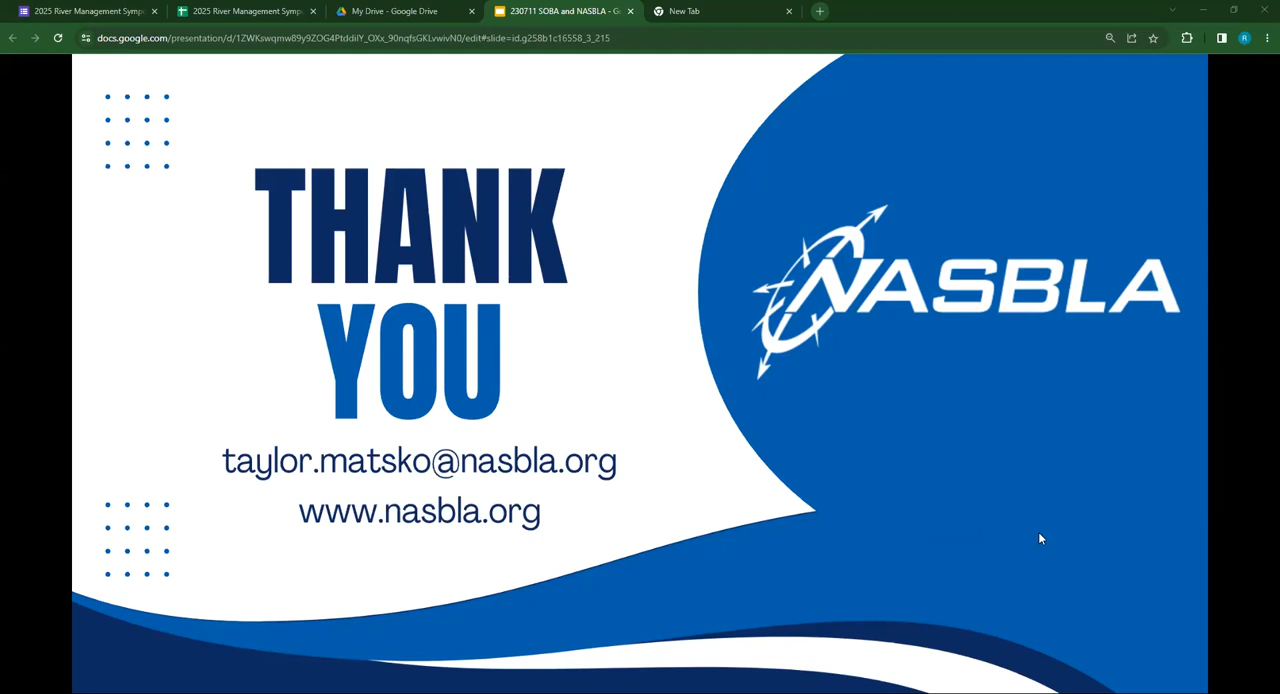 2025 River Management Symp
2025 River Management Symp
My Drive - Google Drive
230711 SOBA and NASBLA - G
New Tab
docs.google.com/presentation/d/1ZWKswqmw89y9ZOG4PtddilY_OXx_90nqfsGKLvwivN0/edit#slide=id.g258b1c16558_3_215
R
THANK
YOU
taylor.matsko@nasbla.org
www.nasbla.org
NASBLA